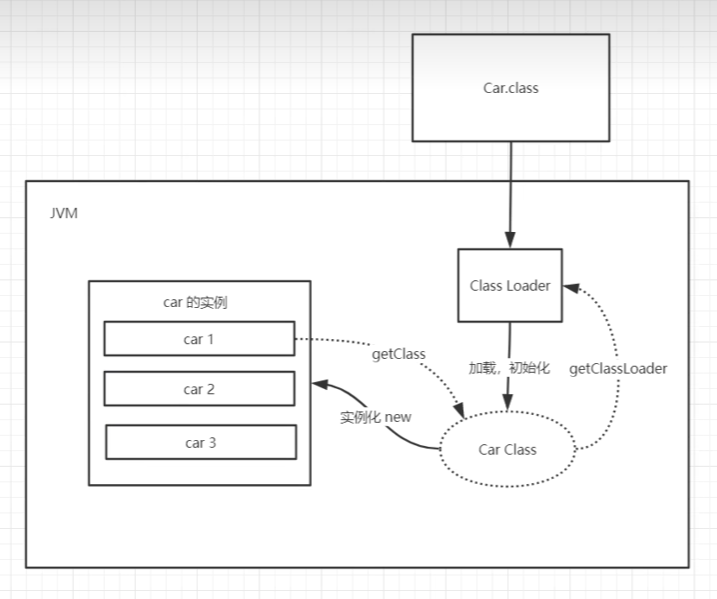 Car.class
JVM
Class Loader
car 的实例
car 1
getClass
加载，初始化
getClassLoader
car 2
实例化 new
car 3
Car Class